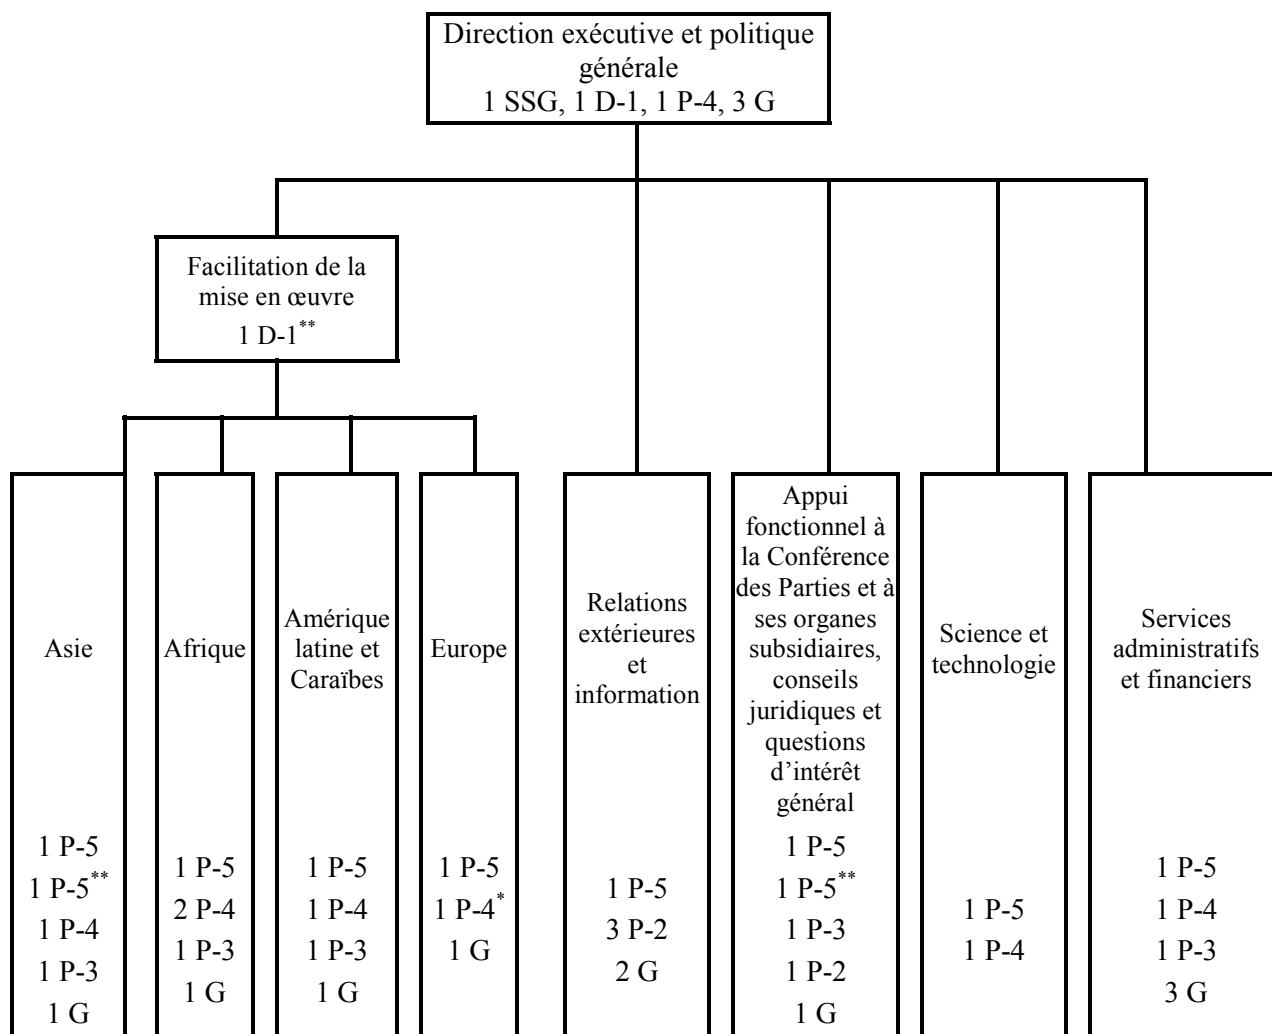 Direction exécutive et politique
générale
1 SSG, 1 D-1, 1 P-4, 3 G
Facilitation de la
mise en œuvre
1 D-1**
Asie
1 P-5
1 P-5**
1 P-4
1 P-3
1 G
Afrique
1 P-5
2 P-4
1 P-3
1 G
Amérique
latine et
Caraïbes
1 P-5
1 P-4
1 P-3
1 G
Europe
1 P-5
1 P-4*
1 G
Relations
extérieures
et
information
1 P-5
3 P-2
2 G
Appui
fonctionnel à
la Conférence
des Parties et à
ses organes
subsidiaires,
conseils
juridiques et
questions
d’intérêt
général
1 P-5
1 P-5**
1 P-3
1 P-2
1 G
Science et
technologie
1 P-5
1 P-4
Services
administratifs
et financiers
1 P-5
1 P-4
1 P-3
3 G